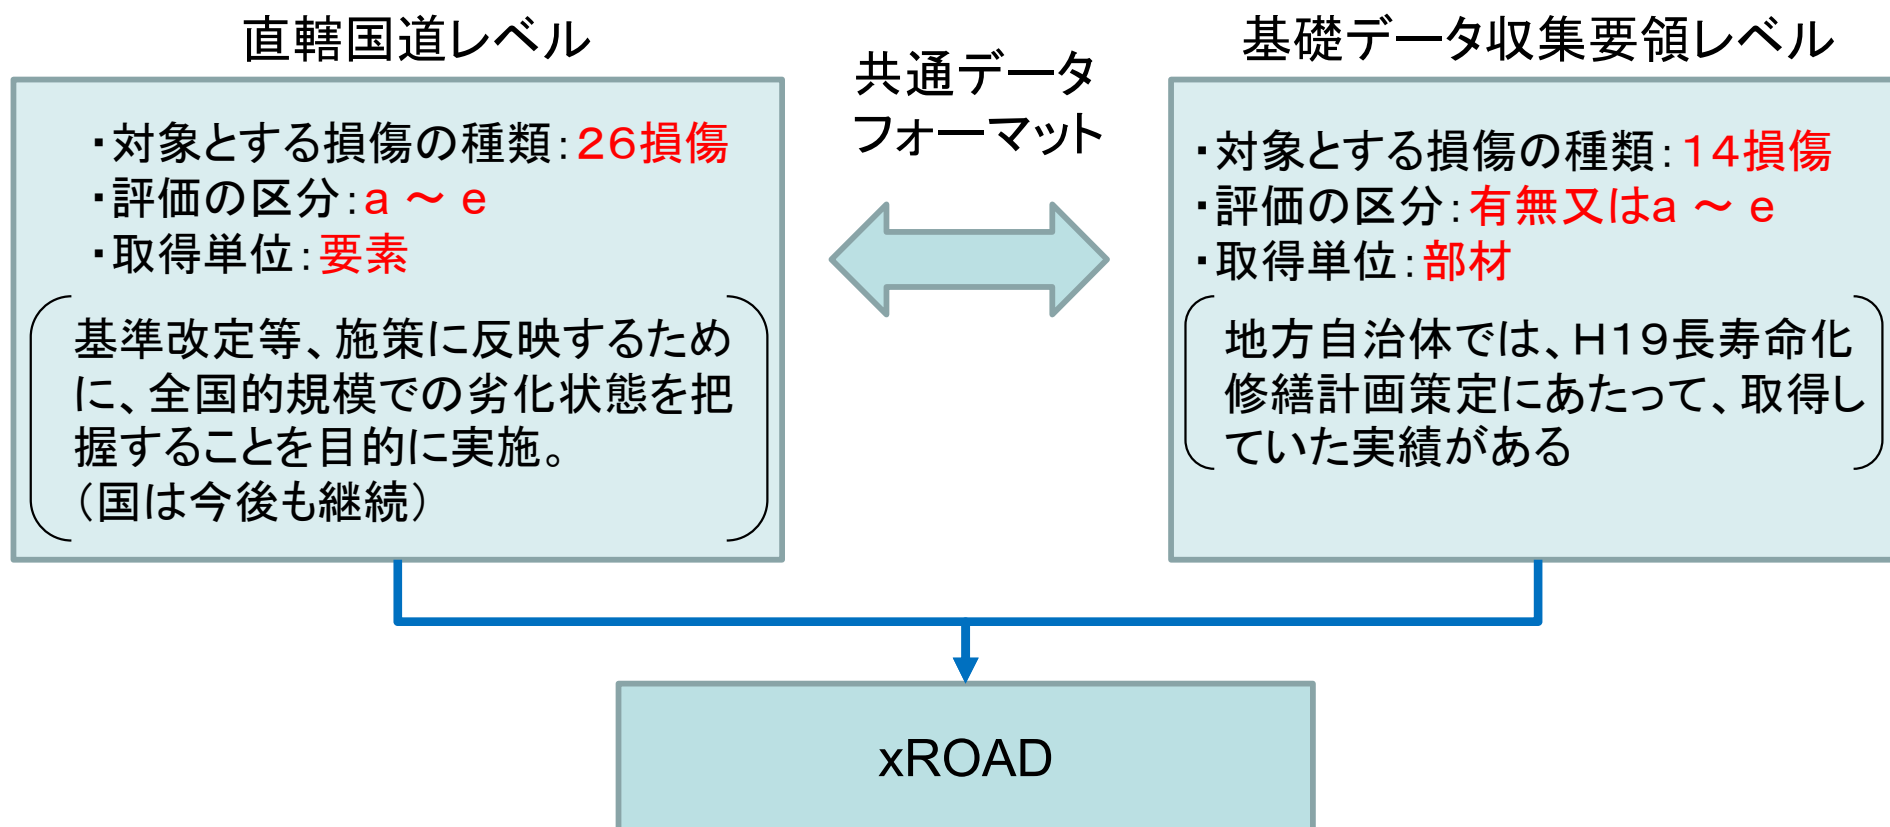 直轄国道レベル
・対象とする損傷の種類：２６損傷
・評価の区分：ａ ～ ｅ
・取得単位：要素
基準改定等、施策に反映するため
に、全国的規模での劣化状態を把
握することを目的に実施。
（国は今後も継続）
共通データ
フォーマット
基礎データ収集要領レベル
・対象とする損傷の種類：１４損傷
・評価の区分：有無又はａ ～ ｅ
・取得単位：部材
地方自治体では、Ｈ１９長寿命化
修繕計画策定にあたって、取得し
ていた実績がある
xROAD